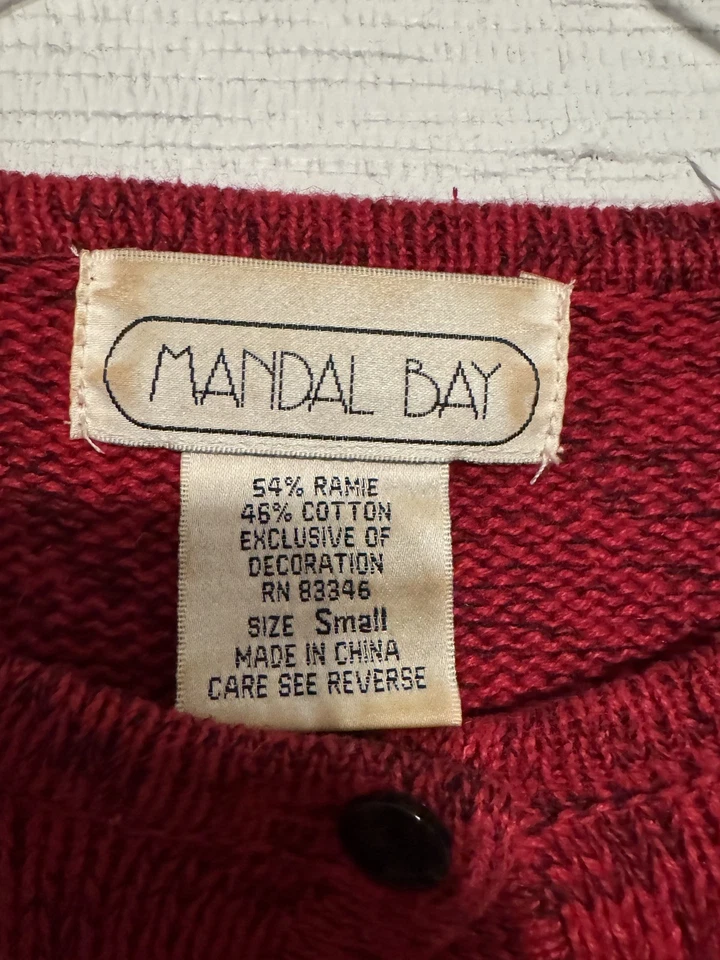 MANDAL BAY
54% RAMIE
46% COTTON
EXCLUSIVE OF
DECORATION
RN 83346
SIZE Small
MADE IN CHINA
CARE SEE REVERSE